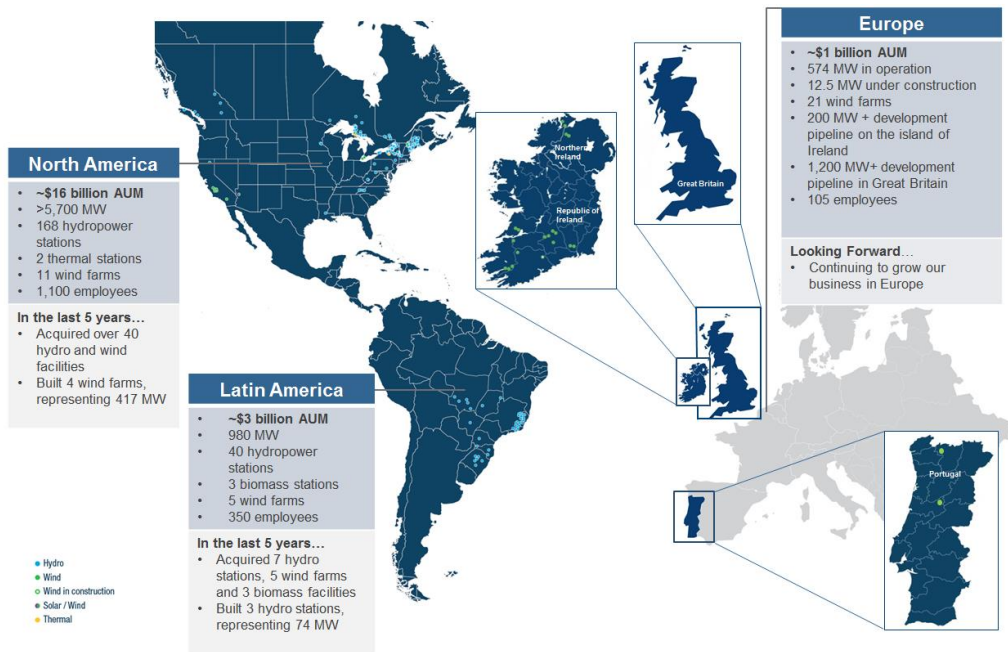 North America
• ~$16 billion AUM
• >5,700 MW
• 168 hydropower
stations
• 2 thermal stations
• 11 wind farms
• 1,100 employees
In the last 5 years…
• Acquired over 40
hydro and wind
facilities
• Built 4 wind farms,
representing 417 MW
Latin America
• ~$3 billion AUM
• 980 MW
• 40 hydropower
stations
• 3 biomass stations
• 5 wind farms
• 350 employees
In the last 5 years…
• Acquired 7 hydro
stations, 5 wind farms
and 3 biomass facilities
• Built 3 hydro stations,
representing 74 MW
Europe
• ~$1 billion AUM
• 574 MW in operation
• 12.5 MW under construction
• 21 wind farms
• 200 MW + development
pipeline on the island of
Ireland
• 1,200 MW+ development
pipeline in Great Britain
• 105 employees
Looking Forward…
• Continuing to grow our
business in Europe
Northern
Ireland
Republic of
Ireland
Great Britain
Portugal
Hydro
Wind
Wind in construction
Solar / Wind
Thermal